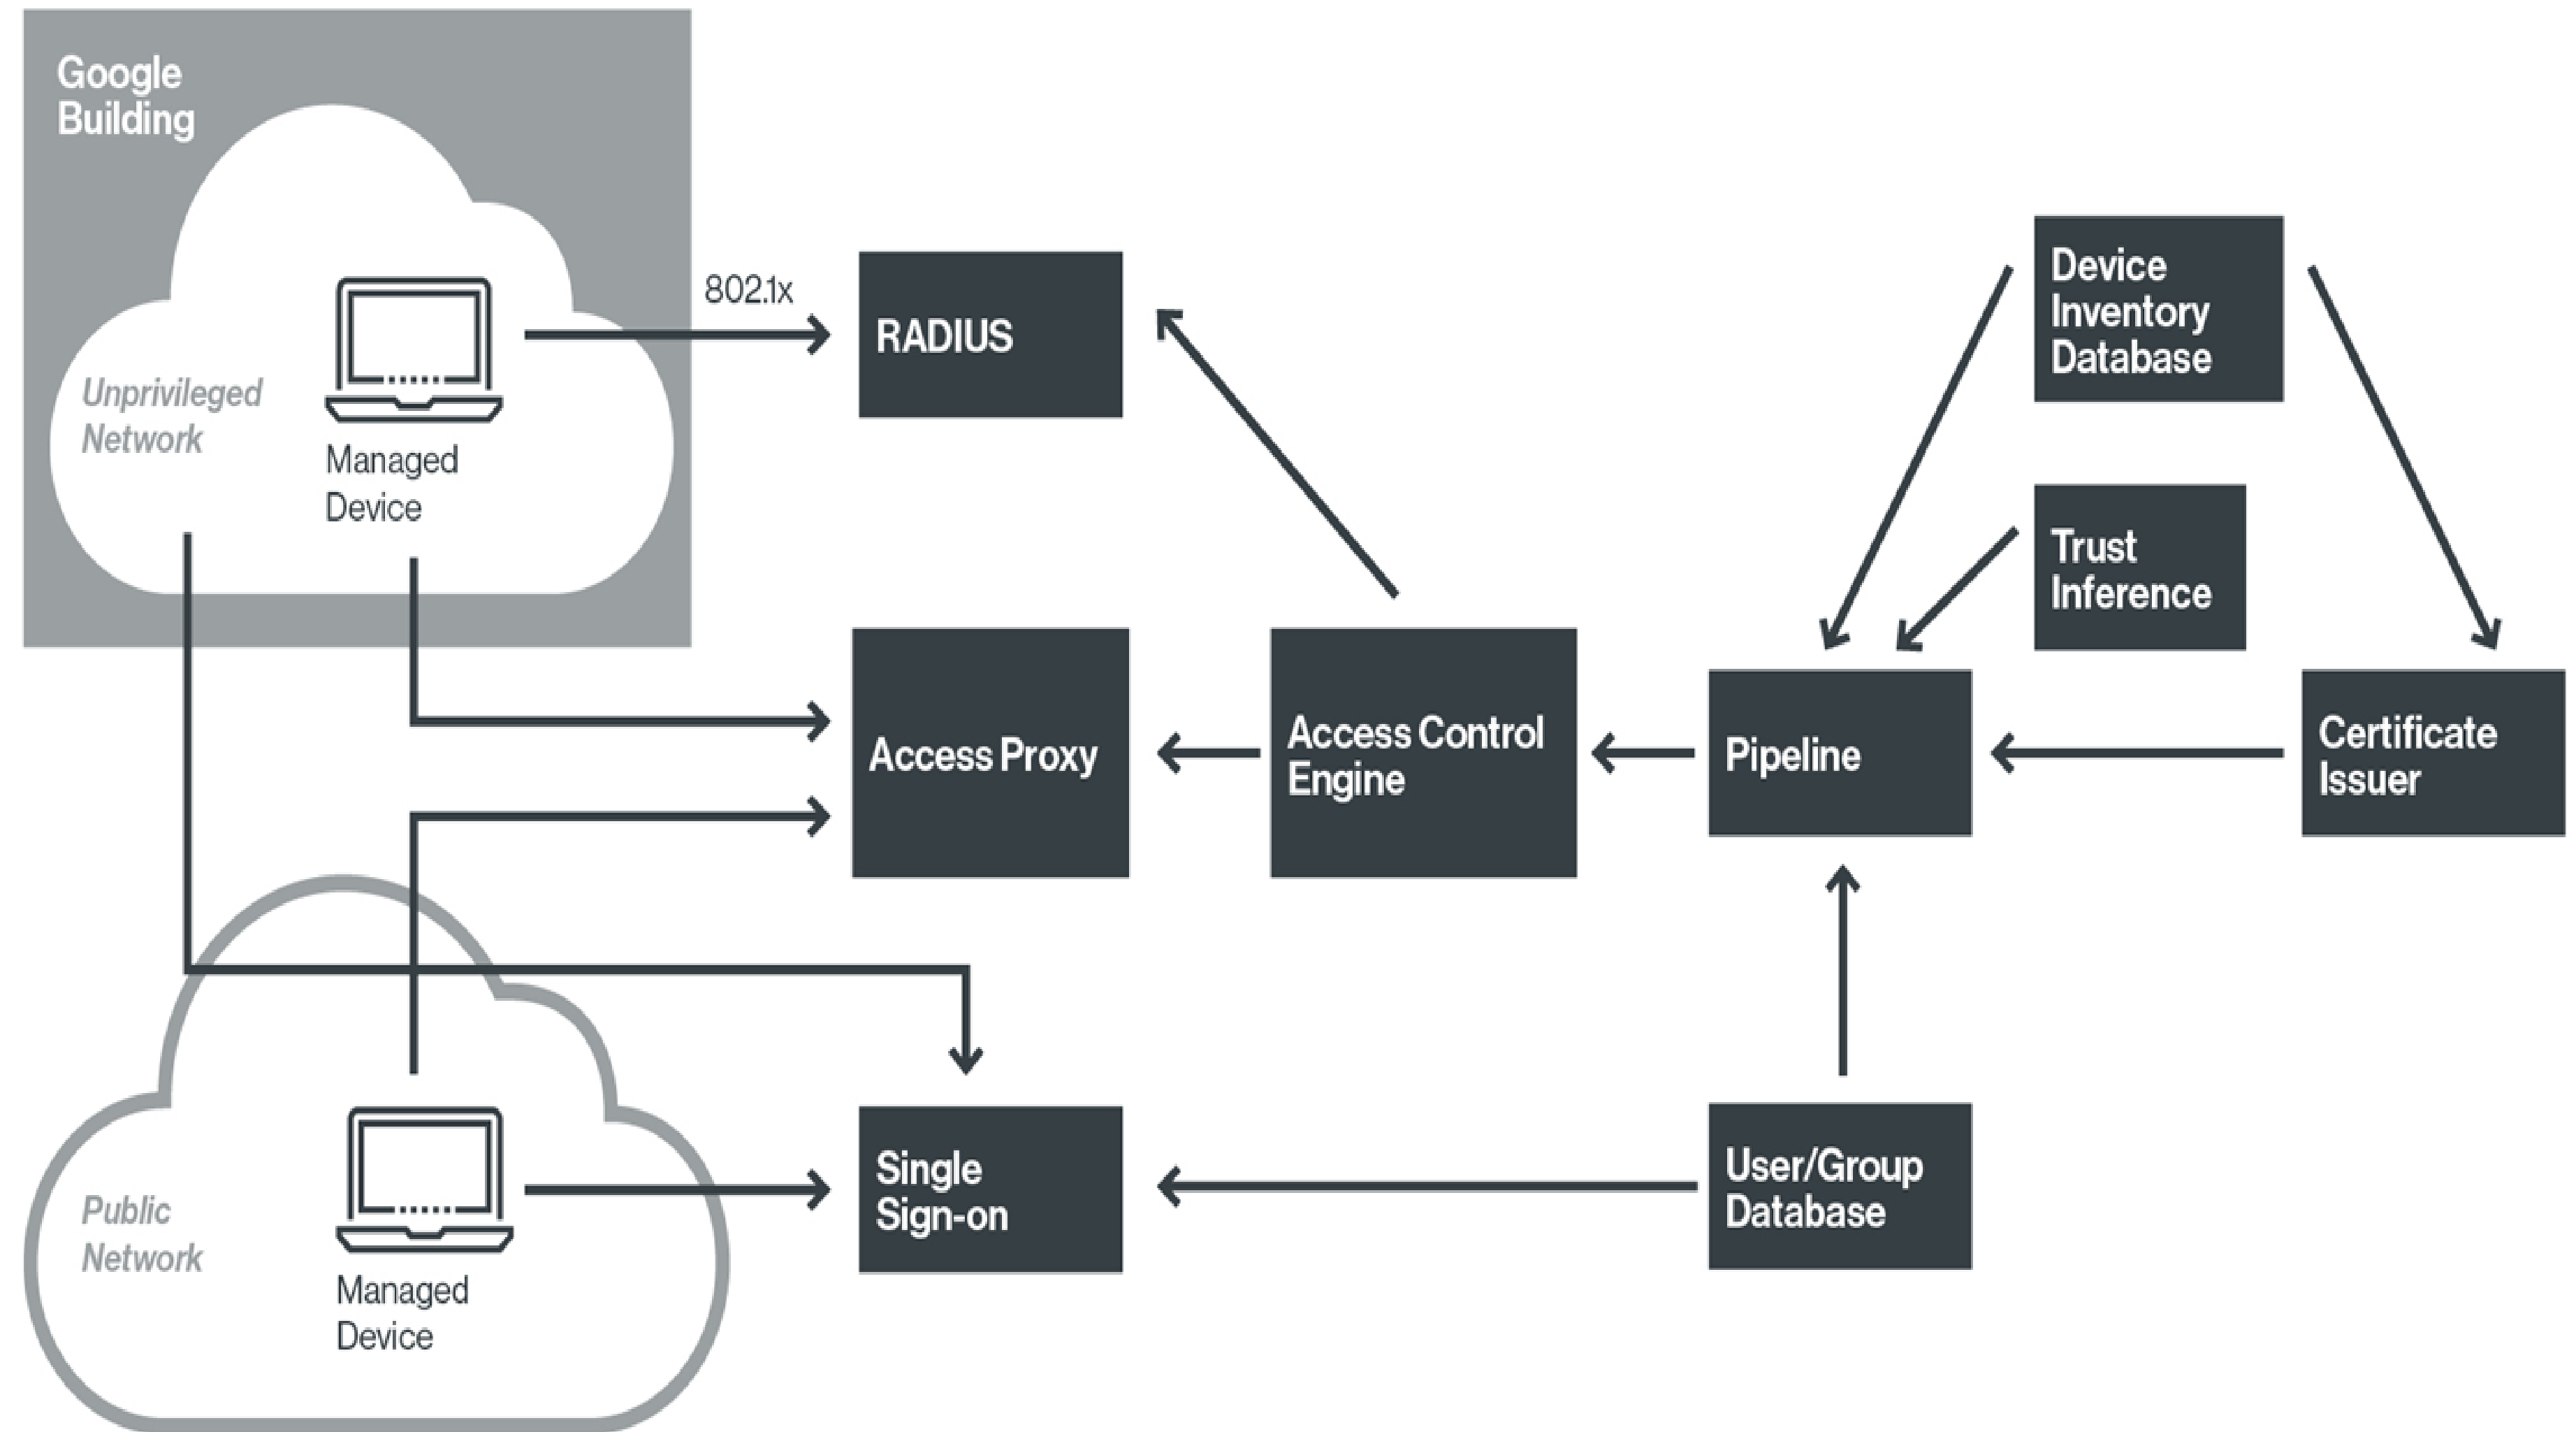 Google
Building
Unprivileged
Network
Managed
Device
802.1x
RADIUS
Device
Inventory
Database
Trust
Inference
Access Proxy
Access Control
Engine
Pipeline
Certificate
Issuer
Public
Network
Managed
Device
Single
Sign-on
User/Group
Database